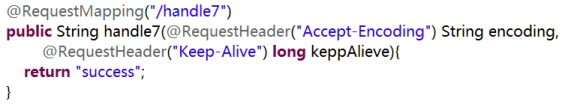 @RequestMapping("/handle7")
public String handle7(@RequestHeader("Accept-Encoding") String encoding,
@RequestHeader("Keep-Alive") long keppAlieve){
return "success";
}